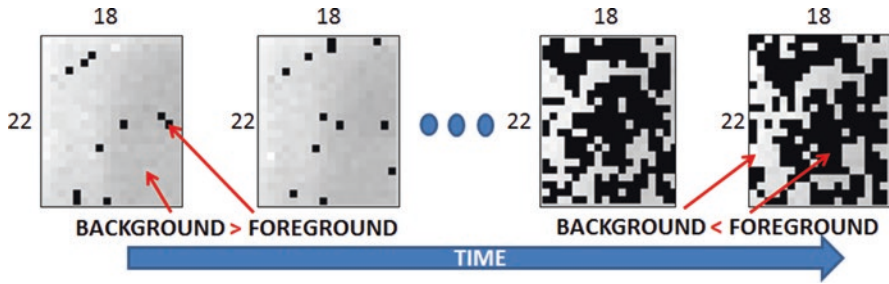 18 18 18 18
22 22 22 22
BACKGROUND > FOREGROUND BACKGROUND < FOREGROUND
TIME